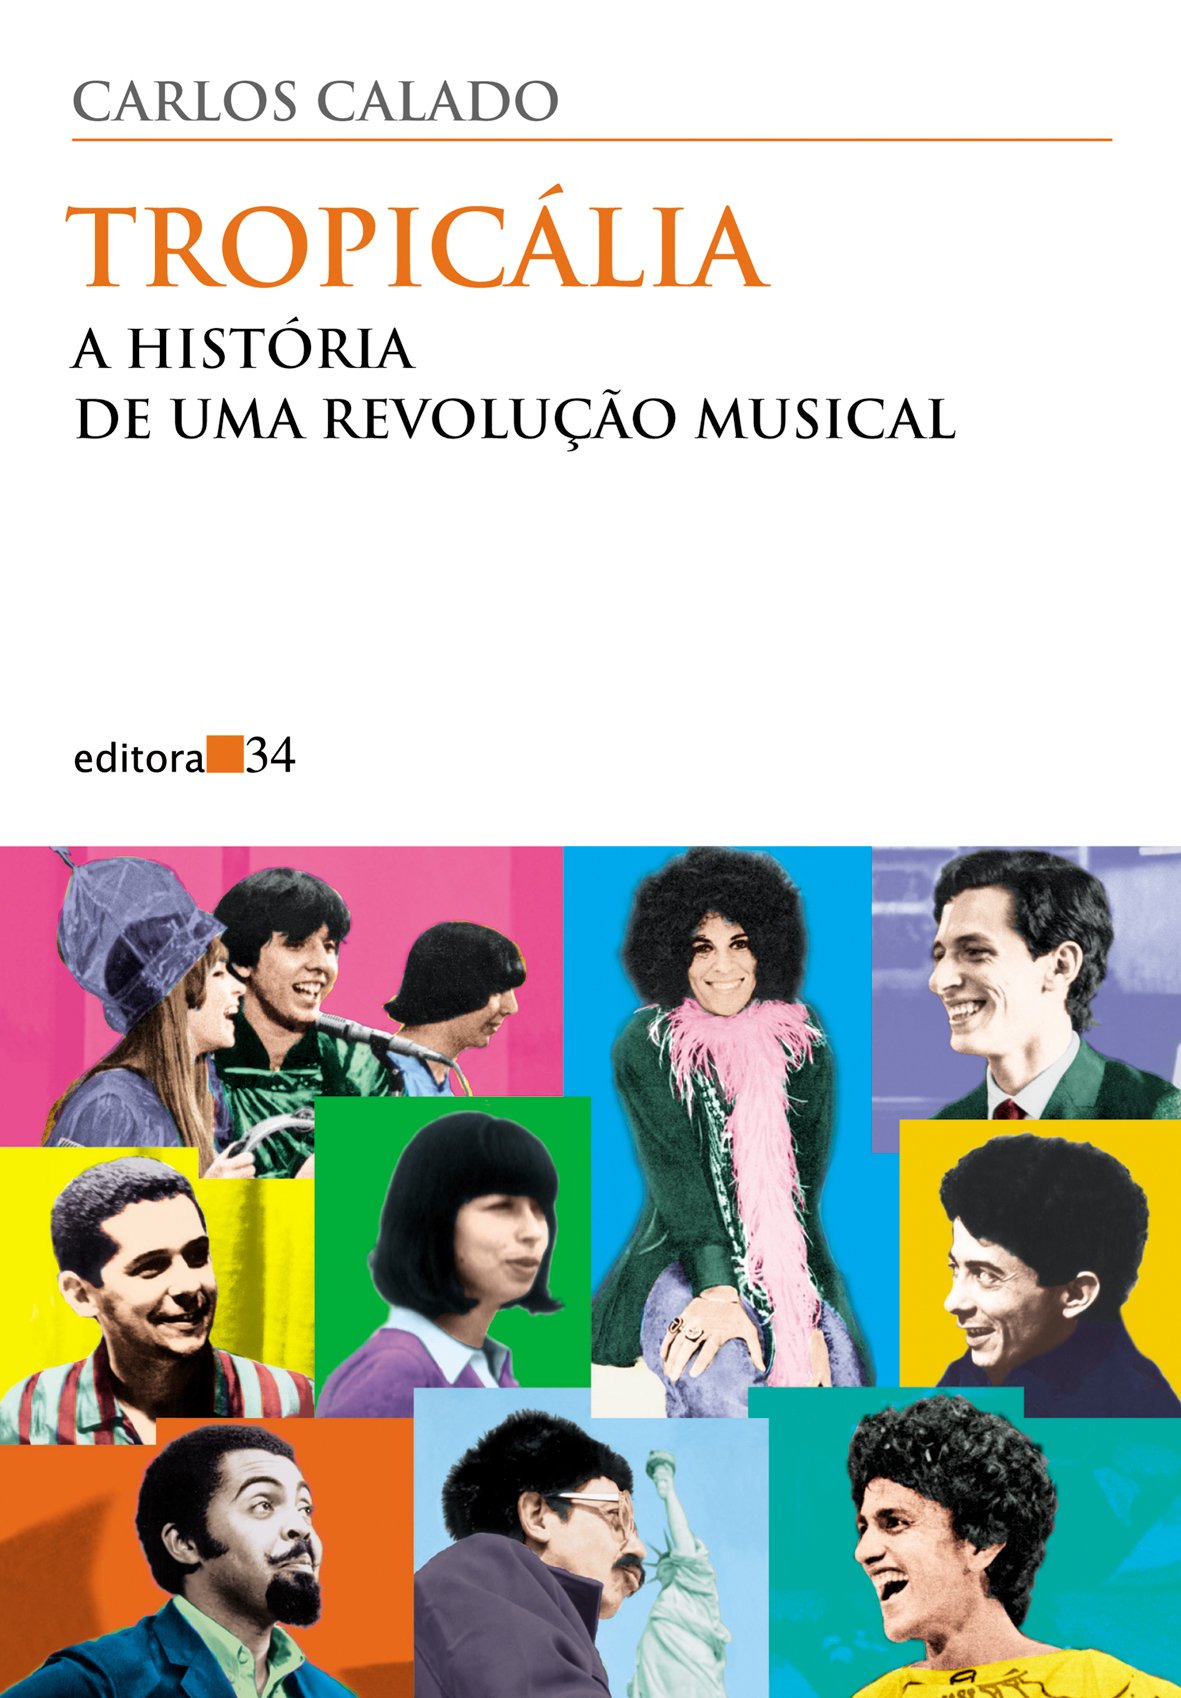 CARLOS CALADO
TROPICÁLIA
A HISTÓRIA
DE UMA REVOLUÇÃO MUSICAL
editora 34